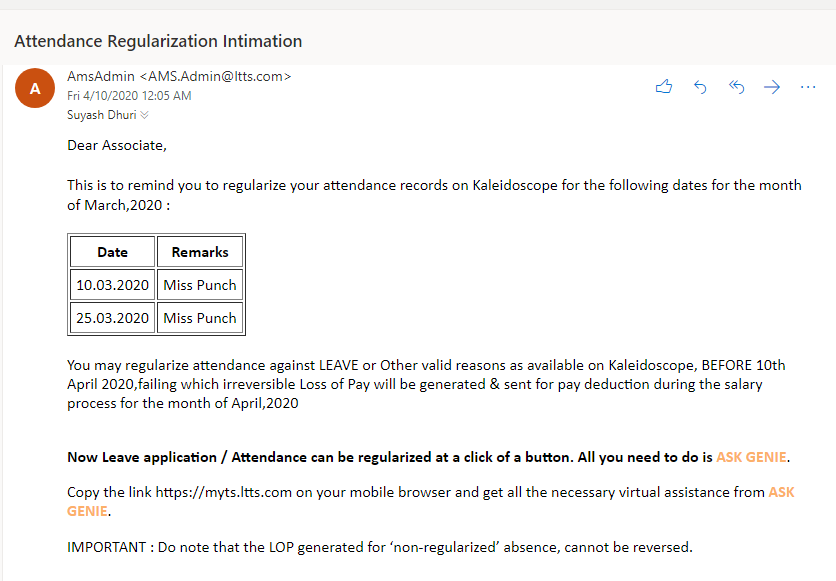 Attendance Regularization Intimation
A
AmsAdmin <AMS.Admin@ltts.com>
Fri 4/10/2020 12:05 AM
Suyash Dhuri
Dear Associate,
This is to remind you to regularize your attendance records on Kaleidoscope for the following dates for the month
of March,2020 :
Date Remarks
10.03.2020 Miss Punch
25.03.2020 Miss Punch
You may regularize attendance against LEAVE or Other valid reasons as available on Kaleidoscope, BEFORE 10th
April 2020,failing which irreversible Loss of Pay will be generated & sent for pay deduction during the salary
process for the month of April,2020
Now Leave application / Attendance can be regularized at a click of a button. All you need to do is ASK GENIE.
Copy the link https://myts.ltts.com on your mobile browser and get all the necessary virtual assistance from ASK
GENIE.
IMPORTANT : Do note that the LOP generated for ‘non-regularized’ absence, cannot be reversed.